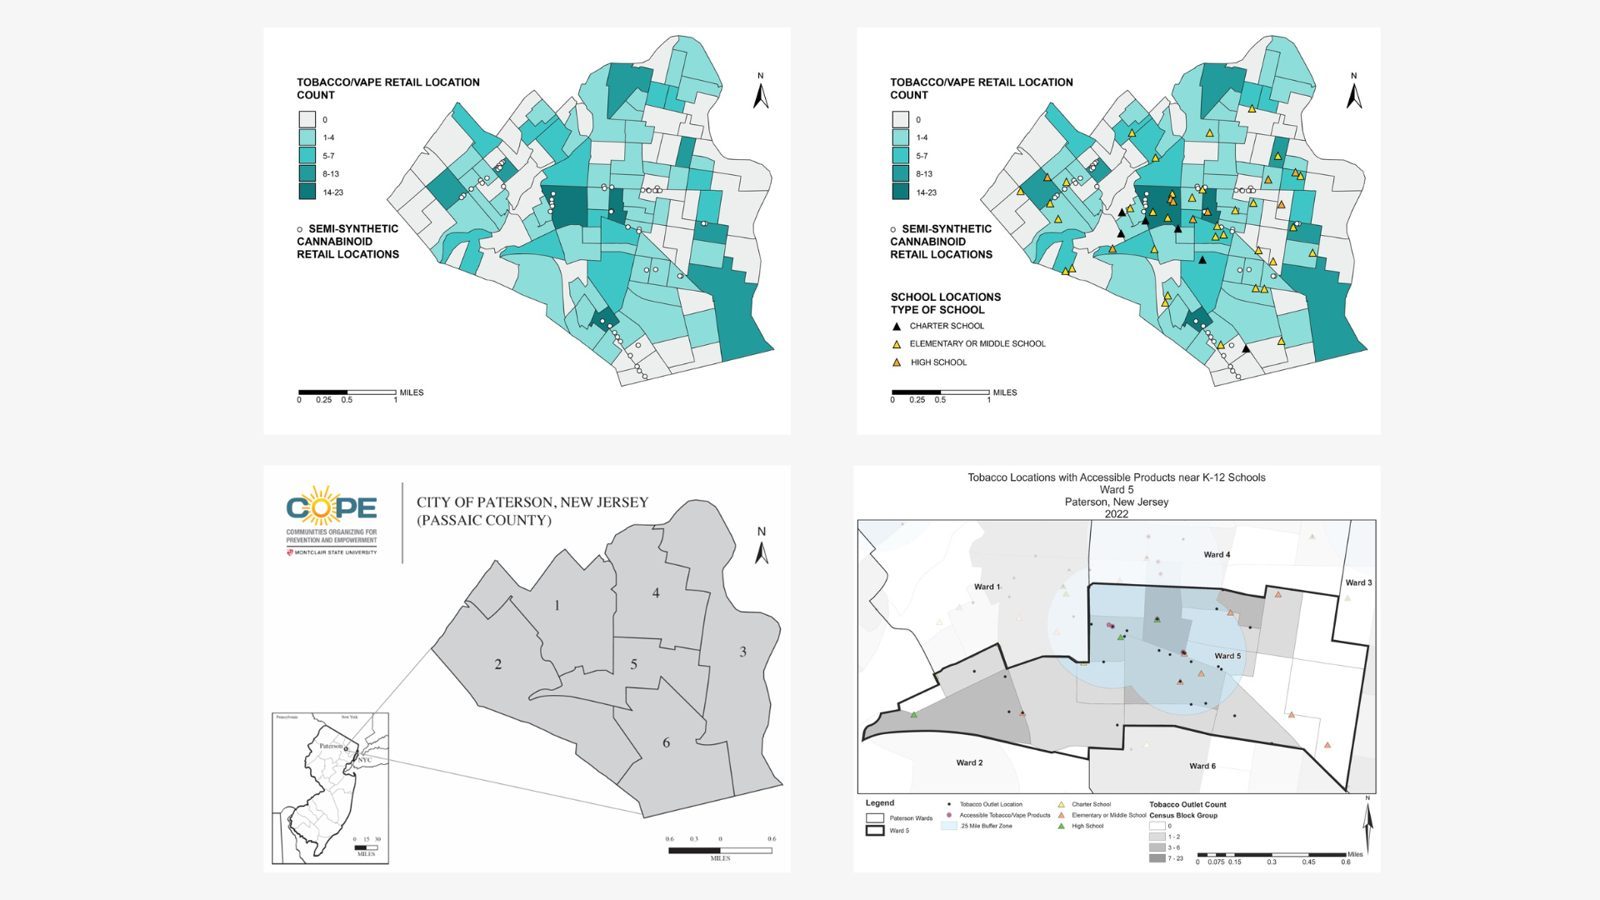 TOBACCO/VAPE RETAIL LOCATION
COUNT
0
1-4
5-7
8-13
14-23
SEMI-SYNTHETIC
CANNABINOID
RETAIL LOCATIONS
N
0 0.25 0.5 1 MILES
TOBACCO/VAPE RETAIL LOCATION
COUNT
0
1-4
5-7
8-13
14-23
SEMI-SYNTHETIC
CANNABINOID
RETAIL LOCATIONS
SCHOOL LOCATIONS
TYPE OF SCHOOL
CHARTER SCHOOL
ELEMENTARY OR MIDDLE SCHOOL
HIGH SCHOOL
N
0 0.25 0.5 1 MILES
COPE
COMMUNITIES ORGANIZING FOR
PREVENTION AND EMPOWERMENT
MONTCLAIR STATE UNIVERSITY
CITY OF PATERSON, NEW JERSEY
(PASSAIC COUNTY)
N
1
2
3
4
5
6
Pennsylvania
New York
Paterson
NYC
0 15 30
MILES
0.6 0.3 0 0.6
MILES
Tobacco Locations with Accessible Products near K-12 Schools
Ward 5
Paterson, New Jersey
2022
Ward 4
Ward 3
Ward 1
Ward 5
Ward 2
Ward 6
Legend
Paterson Wards
Ward 5
Tobacco Outlet Location
Accessible Tobacco/Vape Products
.25 Mile Buffer Zone
Charter School
Elementary or Middle School
High School
Tobacco Outlet Count
Census Block Group
0
1 - 2
3 - 6
7 - 23
N
0 0.075 0.15 0.3 0.45 0.6
Miles